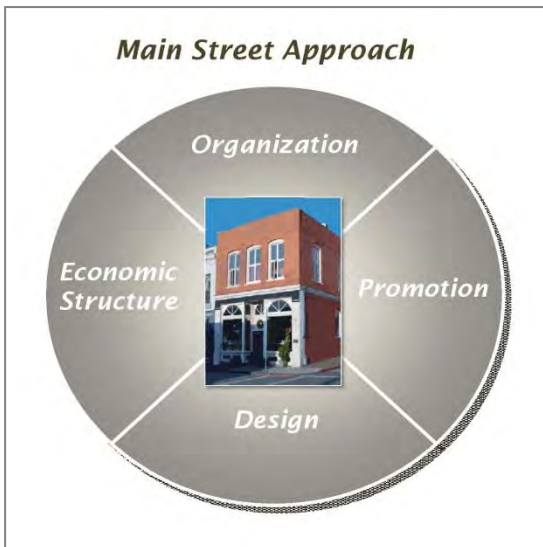 Main Street Approach
Organization
Economic
Structure
Promotion
Design